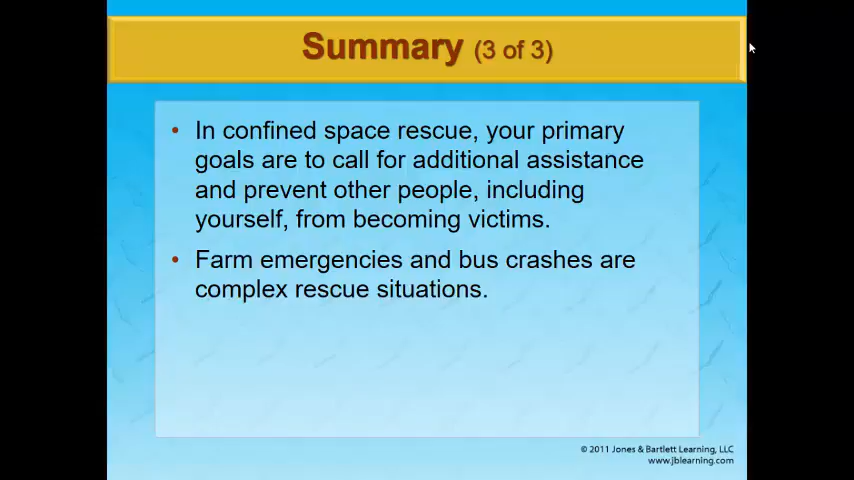 Summary (3 of 3)
• In confined space rescue, your primary
goals are to call for additional assistance
and prevent other people, including
yourself, from becoming victims.
• Farm emergencies and bus crashes are
complex rescue situations.
© 2011 Jones & Bartlett Learning, LLC
www.jblearning.com